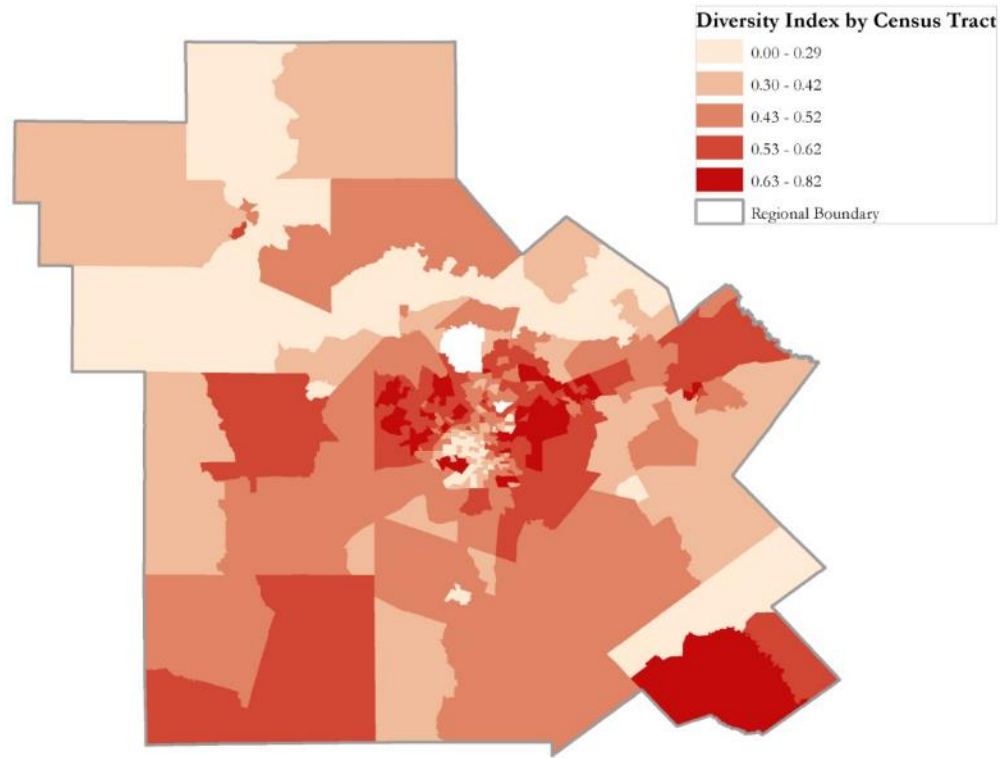 Diversity Index by Census Tract
0.00 - 0.29
0.30 - 0.42
0.43 - 0.52
0.53 - 0.62
0.63 - 0.82
Regional Boundary